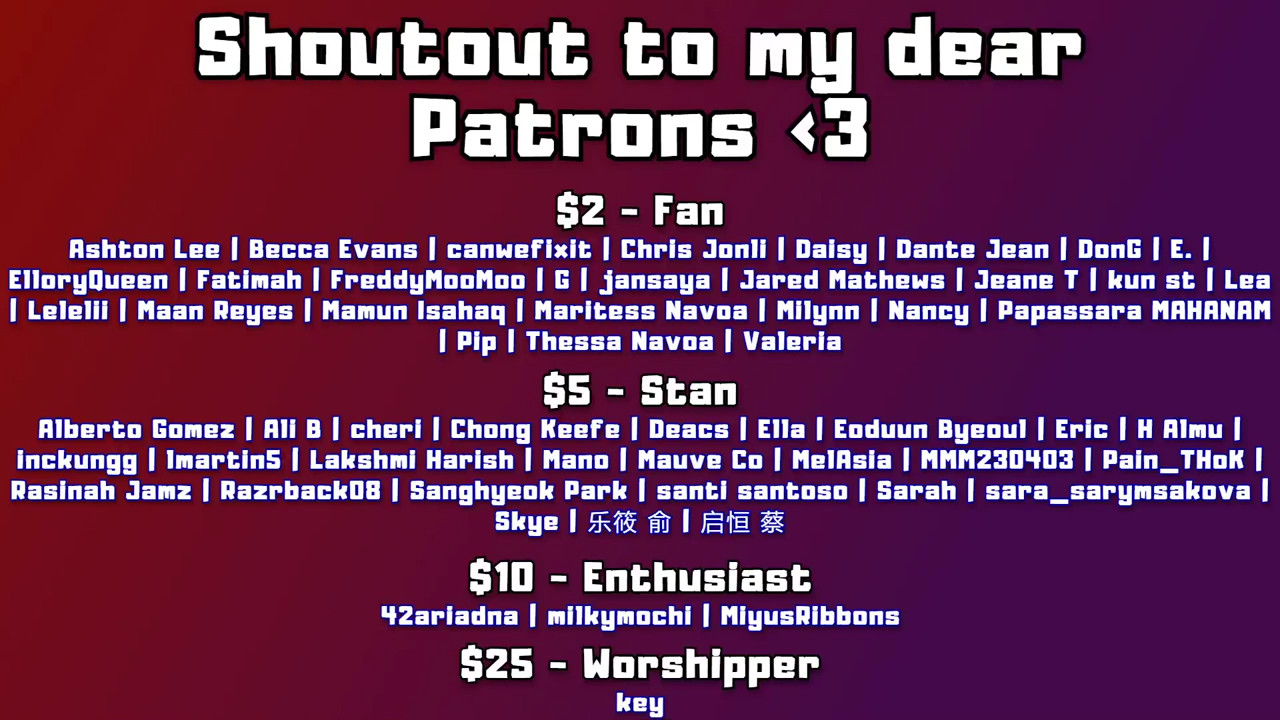 Shoutout to my dear
Patrons <3
$2 - Fan
Ashton Lee | Becca Evans | canwefixit | Chris Jonli | Daisy | Dante Jean | DonG | E. |
ElloryQueen | Fatimah | FreddyMooMoo | G | jansaya | Jared Mathews | Jeane T | kun st | Lea
| Lelelii | Maan Reyes | Mamun Isahaq | Maritess Navoa | Milynn | Nancy | Papassara MAHANAM
| Pip | Thessa Navoa | Valeria
$5 - Stan
Alberto Gomez | Ali B | cheri | Chong Keefe | Deacs | Ella | Eoduun Byeoul | Eric | H Almu |
inckungg | lmartin5 | Lakshmi Harish | Mano | Mauve Co | MelAsia | MMM230403 | Pain_THoK |
Rasinah Jamz | Razrback08 | Sanghyeok Park | santi santoso | Sarah | sara_sarymsakova |
Skye | 乐筱 俞 | 启恒 蔡
$10 - Enthusiast
42ariadna | milkymochi | MiyusRibbons
$25 - Worshipper
key